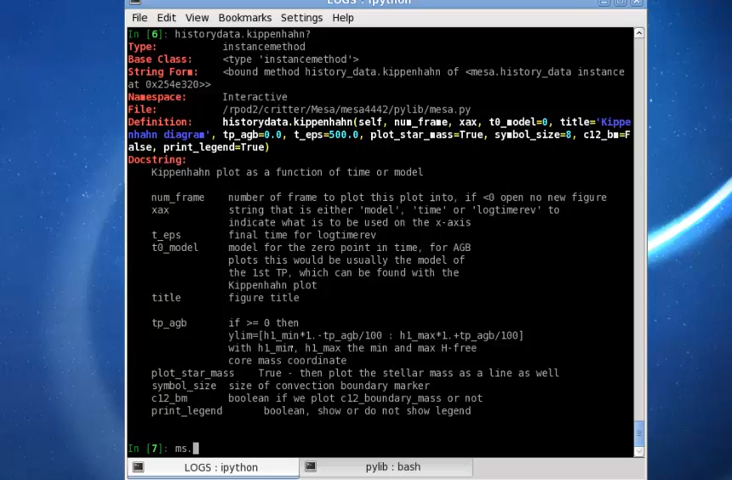 LOGS : ipython
File Edit View Bookmarks Settings Help
In [6]: historydata.kippenhahn?
Type: instancemethod
Base Class: <type 'instancemethod'>
String Form: <bound method history_data.kippenhahn of <mesa.history_data instance
at 0x254e320>>
Namespace: Interactive
File: /rpod2/critter/Mesa/mesa4442/pylib/mesa.py
Definition: historydata.kippenhahn(self, num_frame, xax, t0_model=0, title='Kippe
nhahn diagram', tp_agb=0.0, t_eps=500.0, plot_star_mass=True, symbol_size=8, c12_bm=F
alse, print_legend=True)
Docstring:
Kippenhahn plot as a function of time or model
num_frame number of frame to plot this plot into, if <0 open no new figure
xax string that is either 'model', 'time' or 'logtimerev' to
indicate what is to be used on the x-axis
t_eps final time for logtimerev
t0_model model for the zero point in time, for AGB
plots this would be usually the model of
the 1st TP, which can be found with the
Kippenhahn plot
title figure title
tp_agb if >= 0 then
ylim=[h1_min*1.-tp_agb/100 : h1_max*1.+tp_agb/100]
with h1_min, h1_max the min and max H-free
core mass coordinate
plot_star_mass True - then plot the stellar mass as a line as well
symbol_size size of convection boundary marker
c12_bm boolean if we plot c12_boundary_mass or not
print_legend boolean, show or do not show legend
In [7]: ms.
LOGS : ipython pylib : bash